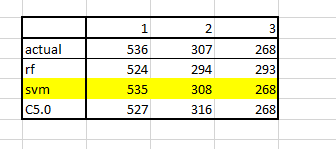 1 2 3
actual 536 307 268
rf 524 294 293
svm 535 308 268
C5.0 527 316 268